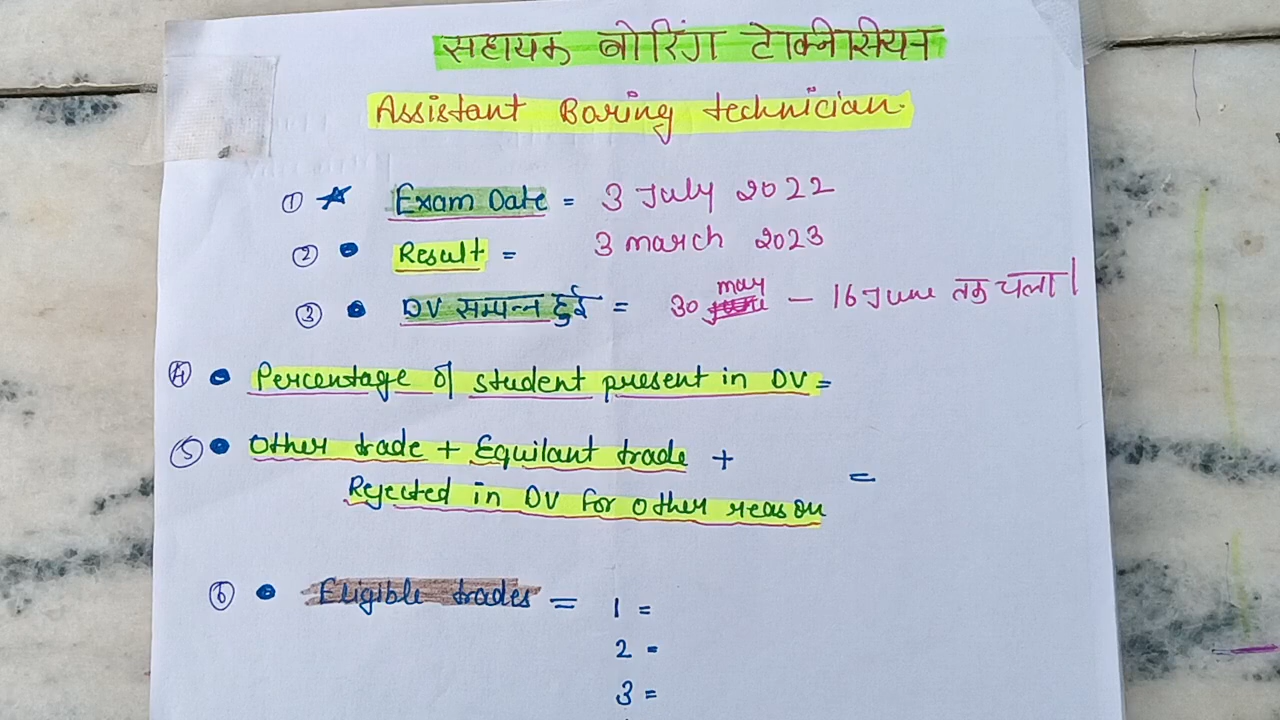 सहायक बोरिंग टेक्नीसियन
Assistant Boring technician.
① Exam Date = 3 July 2022
② Result = 3 march 2023
③ DV सम्पन्न हुई = 30 may - 16 June तक चला।
④ Percentage of student present in DV =
⑤ Other trade + Equilant trade +
Rejected in DV for other reason =
⑥ Eligible trades = 1 =
2 =
3 =